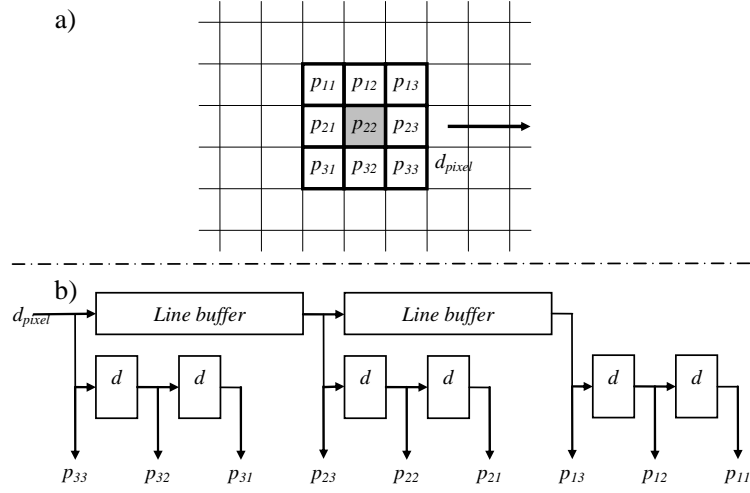 a)
p11 p12 p13
p21 p22 p23
p31 p32 p33 dpixel
b)
dpixel Line buffer Line buffer
d d d d d d
p33 p32 p31 p23 p22 p21 p13 p12 p11